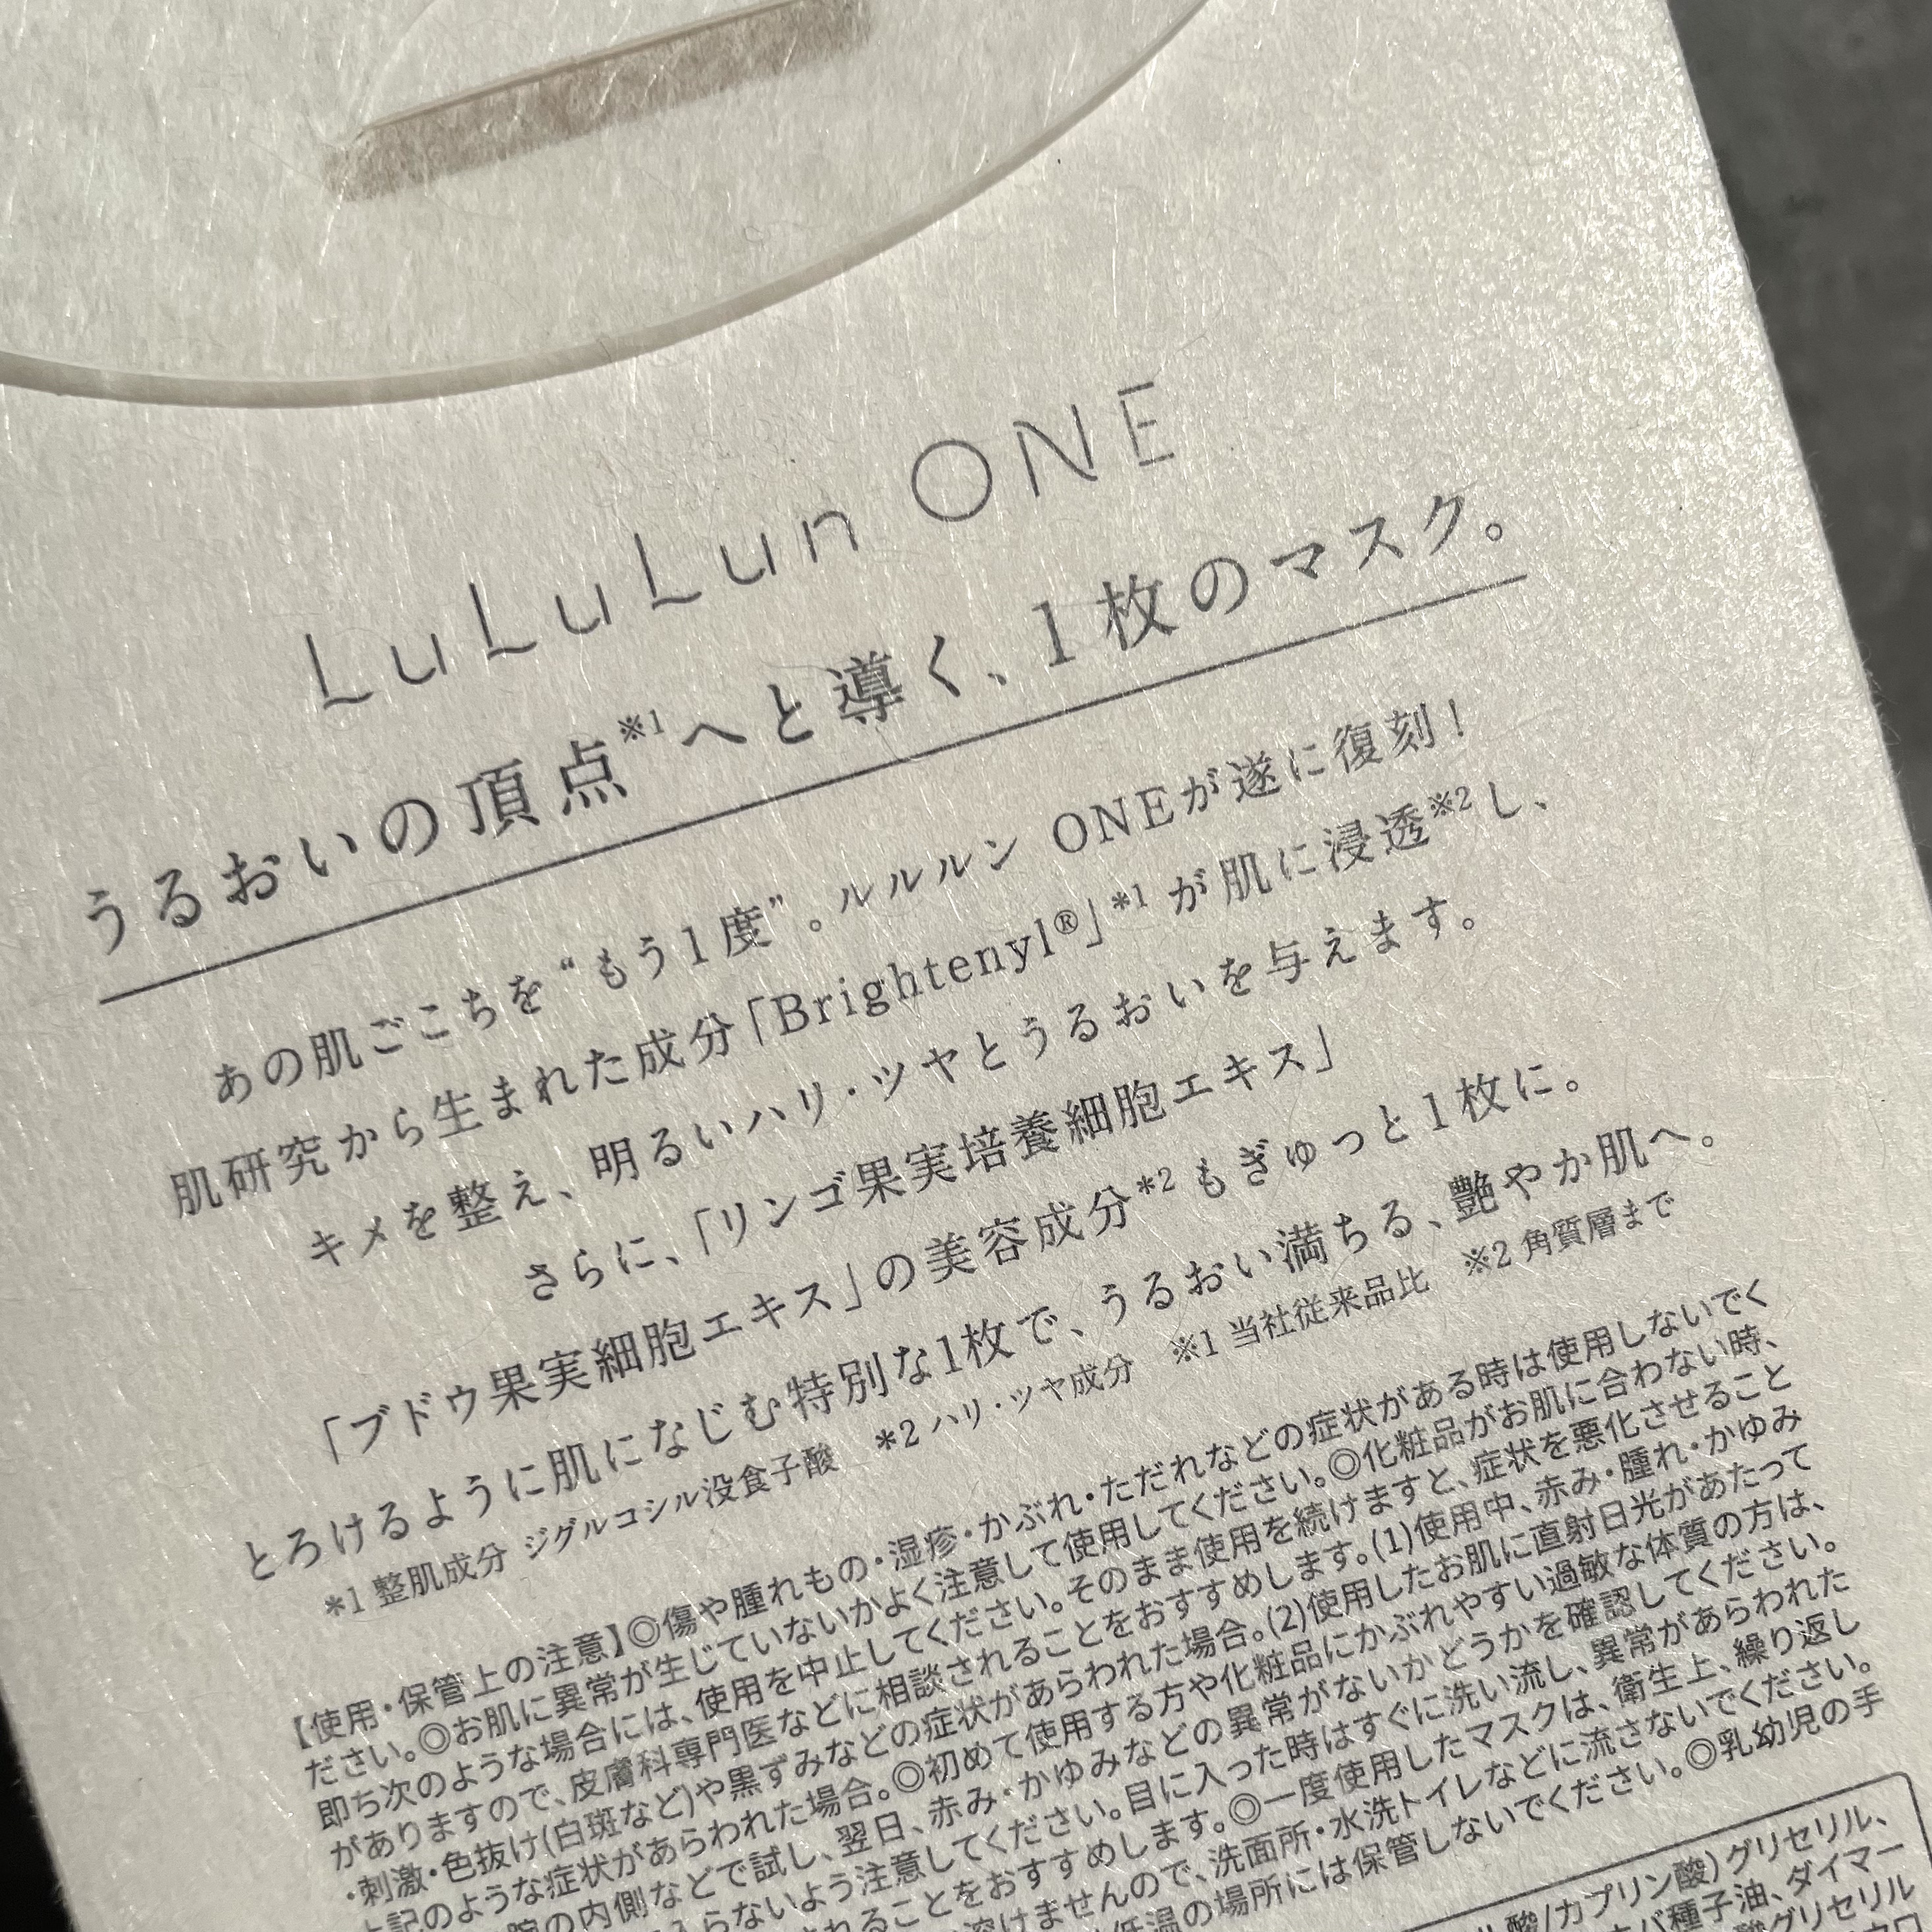 LuLuLun ONE
うるおいの頂点※1へと導く、1枚のマスク。
あの肌ごこちを“もう1度”。ルルルン ONEが遂に復刻!
肌研究から生まれた成分「Brightenyl®」*1 が肌に浸透※2し、
キメを整え、明るいハリ・ツヤとうるおいを与えます。
さらに、「リンゴ果実培養細胞エキス」
「ブドウ果実細胞エキス」の美容成分*2 もぎゅっと1枚に。
とろけるように肌になじむ特別な1枚で、うるおい満ちる、艶やか肌へ。
*1 整肌成分 ジグルコシル没食子酸 *2 ハリ・ツヤ成分 ※1 当社従来品比 ※2 角質層まで
【使用・保管上の注意】◎傷や腫れもの・湿疹・かぶれ・ただれなどの症状がある時は使用しないでく
ださい。◎お肌に異常が生じていないかよく注意して使用してください。◎化粧品がお肌に合わない時、
即ち次のような場合には、使用を中止してください。そのまま使用を続けますと、症状を悪化させること
がありますので、皮膚科専門医などに相談されることをおすすめします。(1)使用中、赤み・腫れ・かゆみ
・刺激・色抜け(白斑など)や黒ずみなどの症状があらわれた場合。(2)使用したお肌に直射日光があたって
上記のような症状があらわれた場合。◎初めて使用する方や化粧品にかぶれやすい過敏な体質の方は、
腕の内側などで試し、翌日、赤み・かゆみなどの異常がないかどうかを確認してください。
入らないよう注意してください。目に入った時はすぐに洗い流し、異常があらわれた
れることをおすすめします。◎一度使用したマスクは、衛生上、繰り返し
溶けませんので、洗面所・水洗トイレなどに流さないでください。
低温の場所には保管しないでください。◎乳幼児の手
酸/カプリン酸)グリセリル、
バ種子油、ダイマー
グリセリル